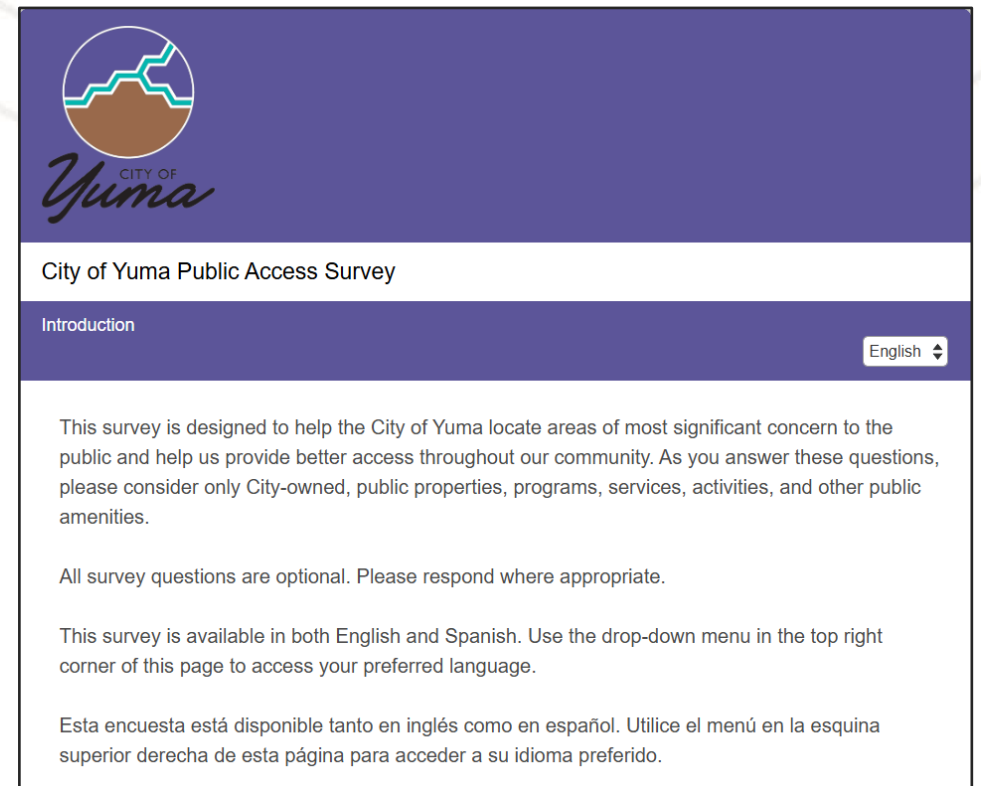 CITY OF
Yuma
City of Yuma Public Access Survey
Introduction
English
This survey is designed to help the City of Yuma locate areas of most significant concern to the
public and help us provide better access throughout our community. As you answer these questions,
please consider only City-owned, public properties, programs, services, activities, and other public
amenities.
All survey questions are optional. Please respond where appropriate.
This survey is available in both English and Spanish. Use the drop-down menu in the top right
corner of this page to access your preferred language.
Esta encuesta está disponible tanto en inglés como en español. Utilice el menú en la esquina
superior derecha de esta página para acceder a su idioma preferido.